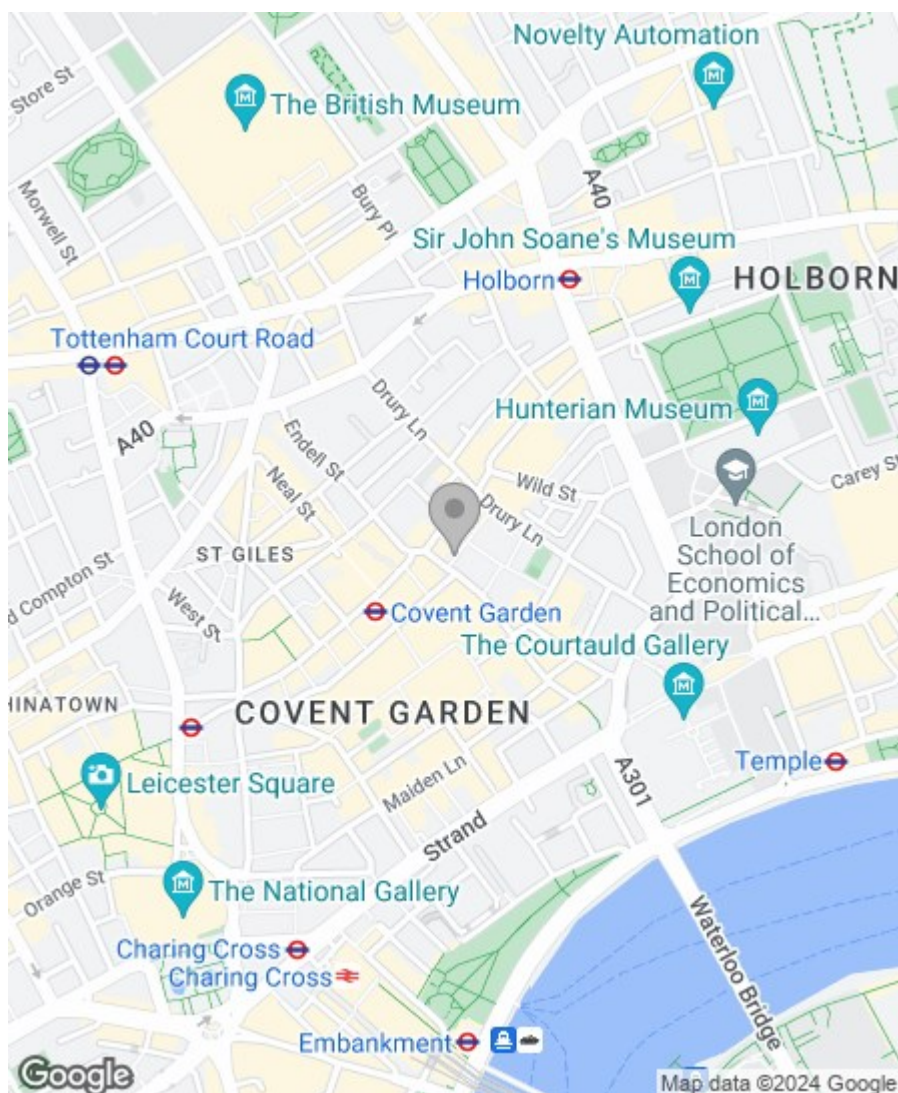 Novelty Automation
Store St
The British Museum
A40
Morwell St
Bury Pl
Sir John Soane's Museum
Holborn
HOLBORN
Tottenham Court Road
Drury Ln
Hunterian Museum
A40
Endell St
Carey St
Neal St
Wild St
Drury Ln
London
School of
Economics
and Political...
ST GILES
d Compton St
West St
Covent Garden
The Courtauld Gallery
HINATOWN
COVENT GARDEN
Temple
Leicester Square
Maiden Ln
A301
Strand
Orange St
The National Gallery
Waterloo Bridge
Charing Cross
Charing Cross
Embankment
Google
Map data ©2024 Google